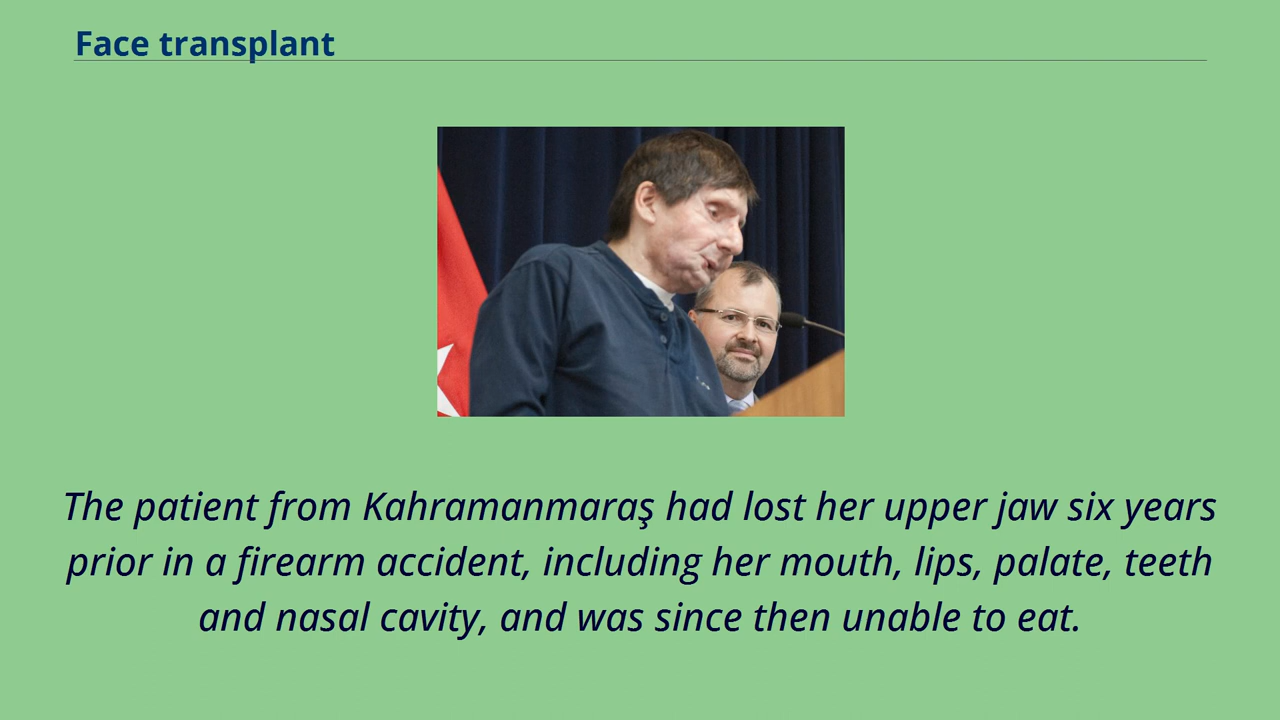 Face transplant
The patient from Kahramanmaraş had lost her upper jaw six years
prior in a firearm accident, including her mouth, lips, palate, teeth
and nasal cavity, and was since then unable to eat.